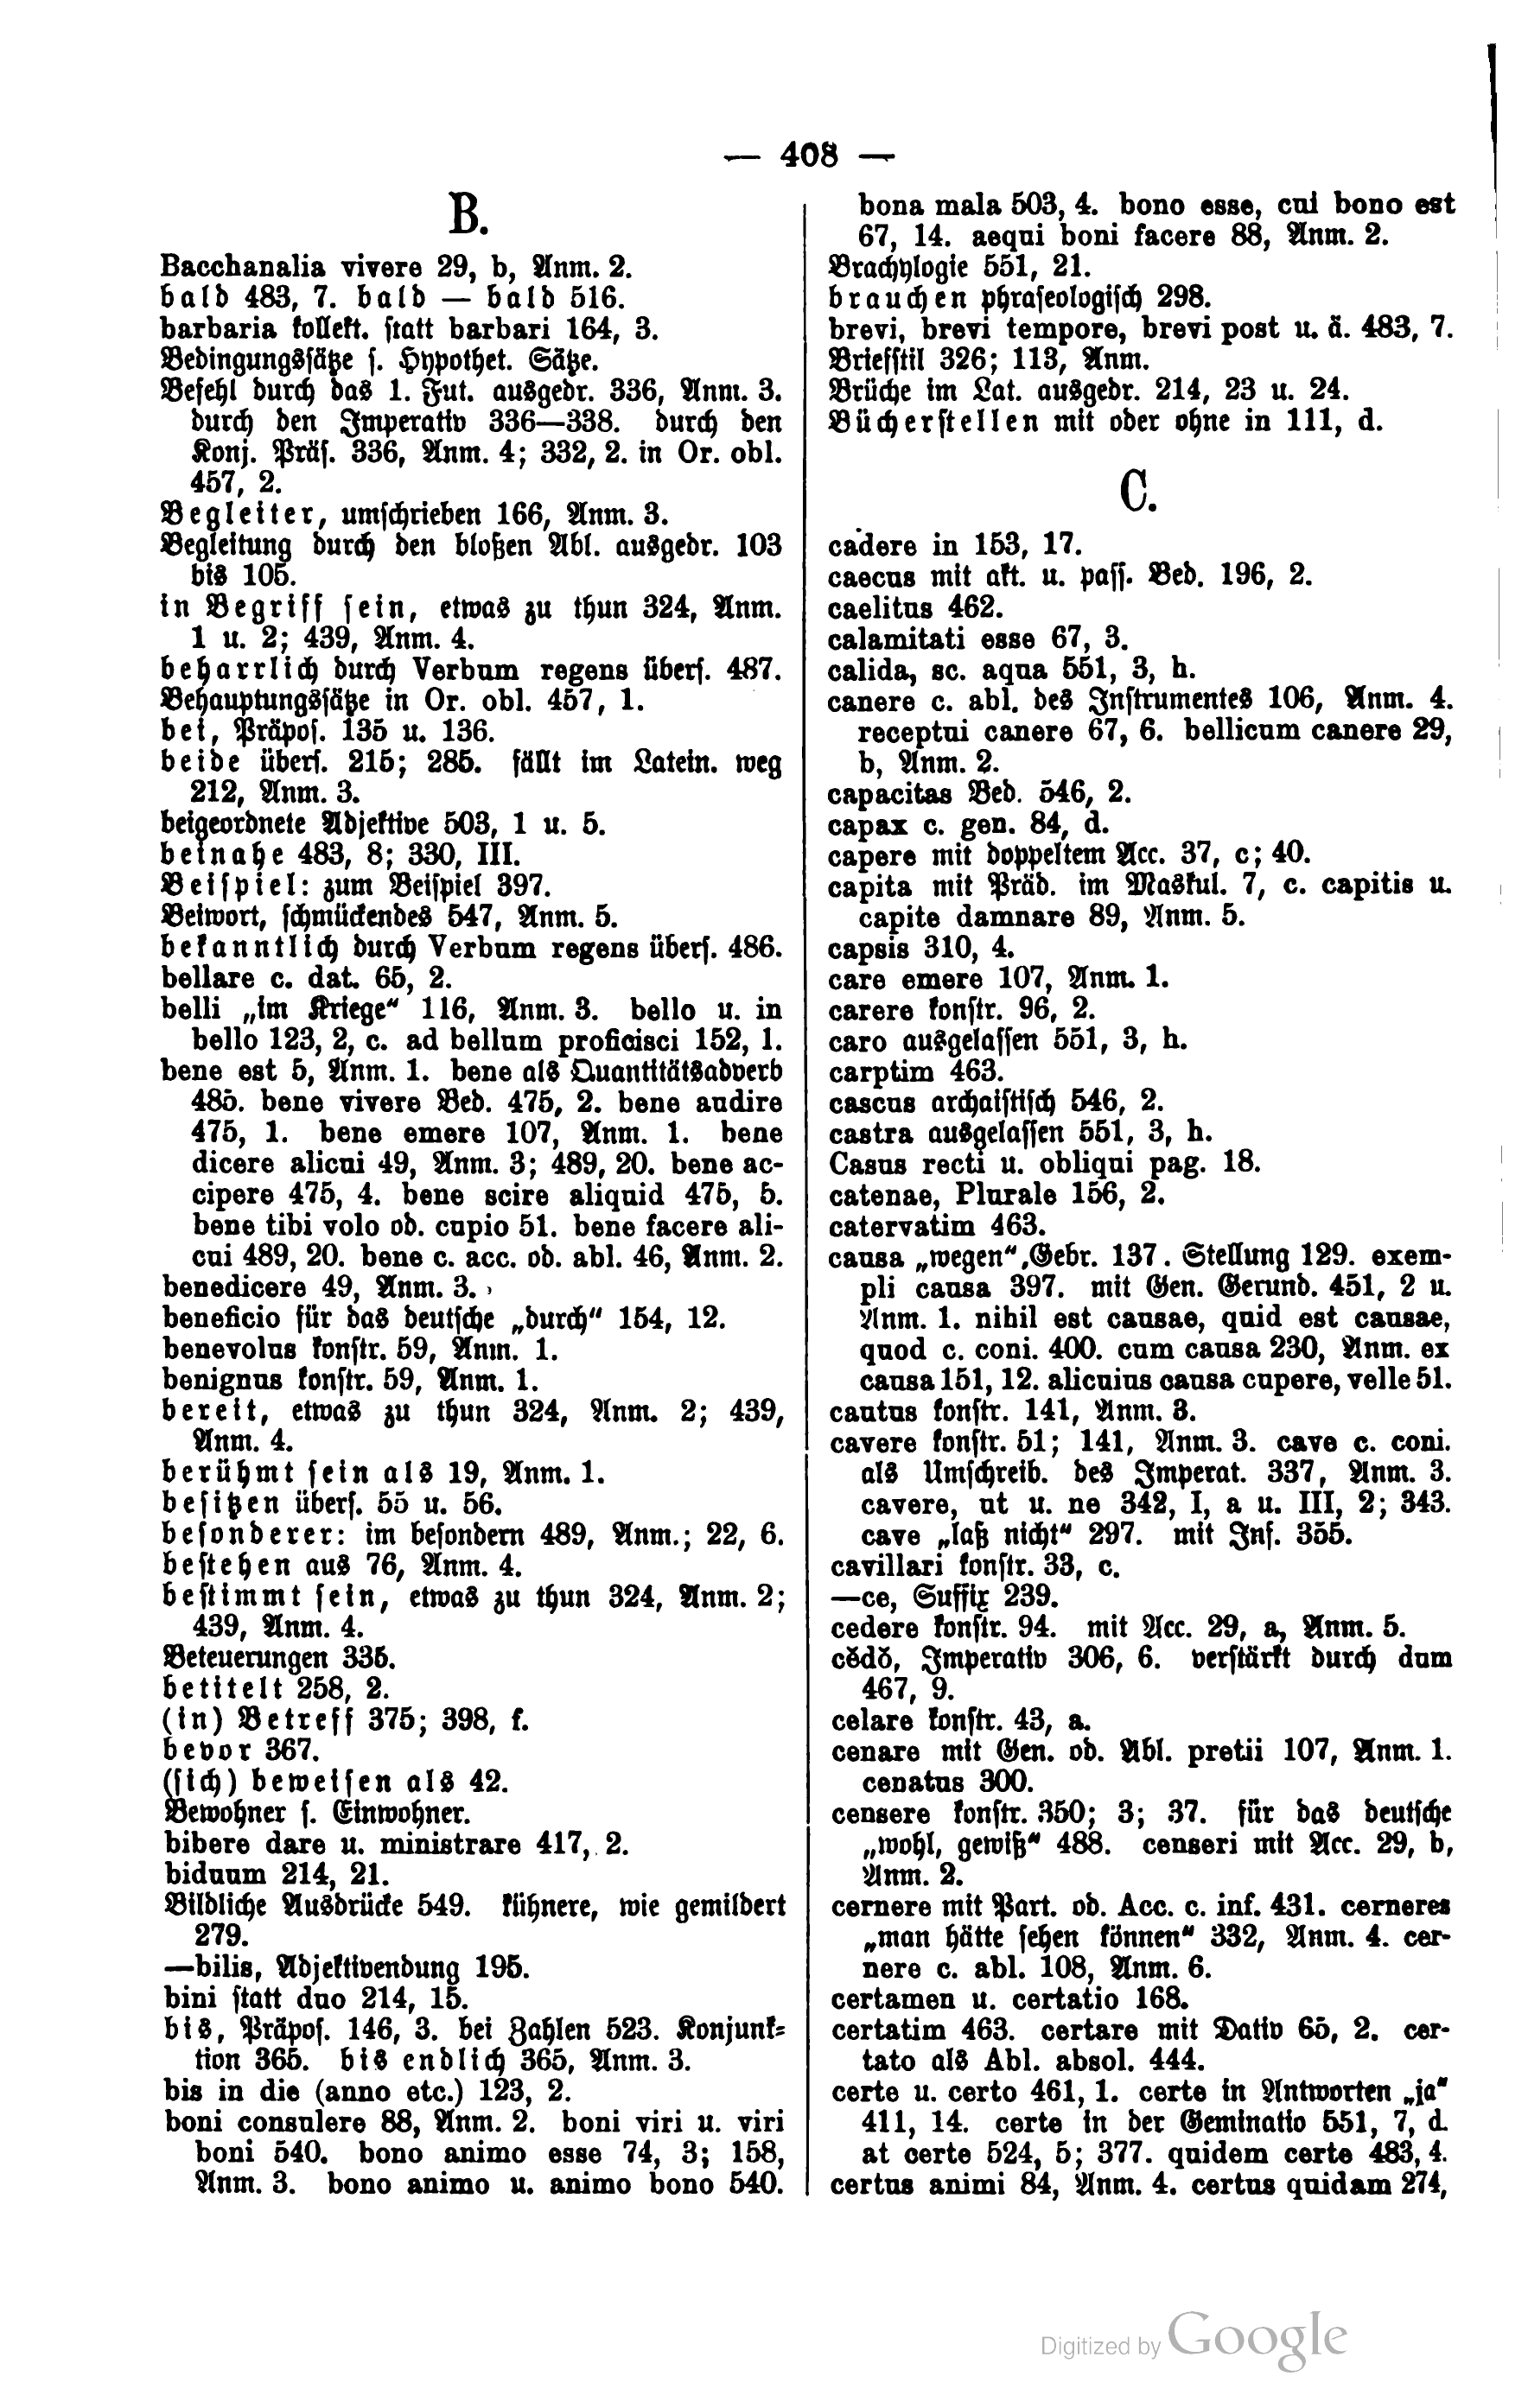 — 408 —
B.
Bacchanalia vivere 29, b, Anm. 2.
bald 483, 7. bald — bald 516.
barbaria kollekt. statt barbari 164, 3.
Bedingungssätze s. Hypothet. Sätze.
Befehl durch das 1. Fut. ausgedr. 336, Anm. 3.
durch den Imperativ 336—338. durch den
Konj. Präs. 336, Anm. 4; 332, 2. in Or. obl.
457, 2.
Begleiter, umschrieben 166, Anm. 3.
Begleitung durch den bloßen Abl. ausgedr. 103
bis 105.
in Begriff sein, etwas zu thun 324, Anm.
1 u. 2; 439, Anm. 4.
beharrlich durch Verbum regens übers. 487.
Behauptungssätze in Or. obl. 457, 1.
bei, Präpos. 135 u. 136.
beide übers. 215; 285. fällt im Latein. weg
212, Anm. 3.
beigeordnete Adjektive 503, 1 u. 5.
beinahe 483, 8; 330, III.
Beispiel: zum Beispiel 397.
Beiwort, schmückendes 547, Anm. 5.
bekanntlich durch Verbum regens übers. 486.
bellare c. dat. 65, 2.
belli „im Kriege“ 116, Anm. 3. bello u. in
bello 123, 2, c. ad bellum proficisci 152, 1.
bene est 5, Anm. 1. bene als Quantitätsadverb
485. bene vivere Bed. 475, 2. bene audire
475, 1. bene emere 107, Anm. 1. bene
dicere alicui 49, Anm. 3; 489, 20. bene ac-
cipere 475, 4. bene scire aliquid 475, 5.
bene tibi volo od. cupio 51. bene facere ali-
cui 489, 20. bene c. acc. od. abl. 46, Anm. 2.
benedicere 49, Anm. 3.
beneficio für das deutsche „durch“ 154, 12.
benevolus konstr. 59, Anm. 1.
benignus konstr. 59, Anm. 1.
bereit, etwas zu thun 324, Anm. 2; 439,
Anm. 4.
berühmt sein als 19, Anm. 1.
besitzen übers. 55 u. 56.
besonderer: im besondern 489, Anm.; 22, 6.
bestehen aus 76, Anm. 4.
bestimmt sein, etwas zu thun 324, Anm. 2;
439, Anm. 4.
Beteuerungen 335.
betitelt 258, 2.
(in) Betreff 375; 398, f.
bevor 367.
(sich) beweisen als 42.
Bewohner s. Einwohner.
bibere dare u. ministrare 417, 2.
biduum 214, 21.
Bildliche Ausdrücke 549. kühnere, wie gemildert
279.
—bilis, Adjektivendung 195.
bini statt duo 214, 15.
bis, Präpos. 146, 3. bei Zahlen 523. Konjunk-
tion 365. bis endlich 365, Anm. 3.
bis in die (anno etc.) 123, 2.
boni consulere 88, Anm. 2. boni viri u. viri
boni 540. bono animo esse 74, 3; 158,
Anm. 3. bono animo u. animo bono 540.
bona mala 503, 4. bono esse, cui bono est
67, 14. aequi boni facere 88, Anm. 2.
Brachylogie 551, 21.
brauchen phraseologisch 298.
brevi, brevi tempore, brevi post u. ä. 483, 7.
Briefstil 326; 113, Anm.
Brüche im Lat. ausgedr. 214, 23 u. 24.
Bücherstellen mit oder ohne in 111, d.
C.
cadere in 153, 17.
caecus mit akt. u. pass. Bed. 196, 2.
caelitus 462.
calamitati esse 67, 3.
calida, sc. aqua 551, 3, h.
canere c. abl. des Instrumentes 106, Anm. 4.
receptui canere 67, 6. bellicum canere 29,
b, Anm. 2.
capacitas Bed. 546, 2.
capax c. gen. 84, d.
capere mit doppeltem Acc. 37, c; 40.
capita mit Präd. im Maskul. 7, c. capitis u.
capite damnare 89, Anm. 5.
capsis 310, 4.
care emere 107, Anm. 1.
carere konstr. 96, 2.
caro ausgelassen 551, 3, h.
carptim 463.
cascus archaistisch 546, 2.
castra ausgelassen 551, 3, h.
Casus recti u. obliqui pag. 18.
catenae, Plurale 156, 2.
catervatim 463.
causa „wegen“, Gebr. 137. Stellung 129. exem-
pli causa 397. mit Gen. Gerund. 451, 2 u.
Anm. 1. nihil est causae, quid est causae,
quod c. coni. 400. cum causa 230, Anm. ex
causa 151, 12. alicuius causa cupere, velle 51.
cautus konstr. 141, Anm. 3.
cavere konstr. 51; 141, Anm. 3. cave c. coni.
als Umschreib. des Imperat. 337, Anm. 3.
cavere, ut u. ne 342, I, a u. III, 2; 343.
cave „laß nicht“ 297. mit Inf. 355.
cavillari konstr. 33, c.
—ce, Suffix 239.
cedere konstr. 94. mit Acc. 29, a, Anm. 5.
cĕdŏ, Imperativ 306, 6. verstärkt durch dum
467, 9.
celare konstr. 43, a.
cenare mit Gen. od. Abl. pretii 107, Anm. 1.
cenatus 300.
censere konstr. 350; 3; 37. für das deutsche
„wohl, gewiß“ 488. censeri mit Acc. 29, b,
Anm. 2.
cernere mit Part. od. Acc. c. inf. 431. cerneres
„man hätte sehen können“ 332, Anm. 4. cer-
nere c. abl. 108, Anm. 6.
certamen u. certatio 168.
certatim 463. certare mit Dativ 65, 2. cer-
tato als Abl. absol. 444.
certe u. certo 461, 1. certe in Antworten „ja“
411, 14. certe in der Geminatio 551, 7, d.
at certe 524, 5; 377. quidem certe 483, 4.
certus animi 84, Anm. 4. certus quidam 274,
Digitized by Google